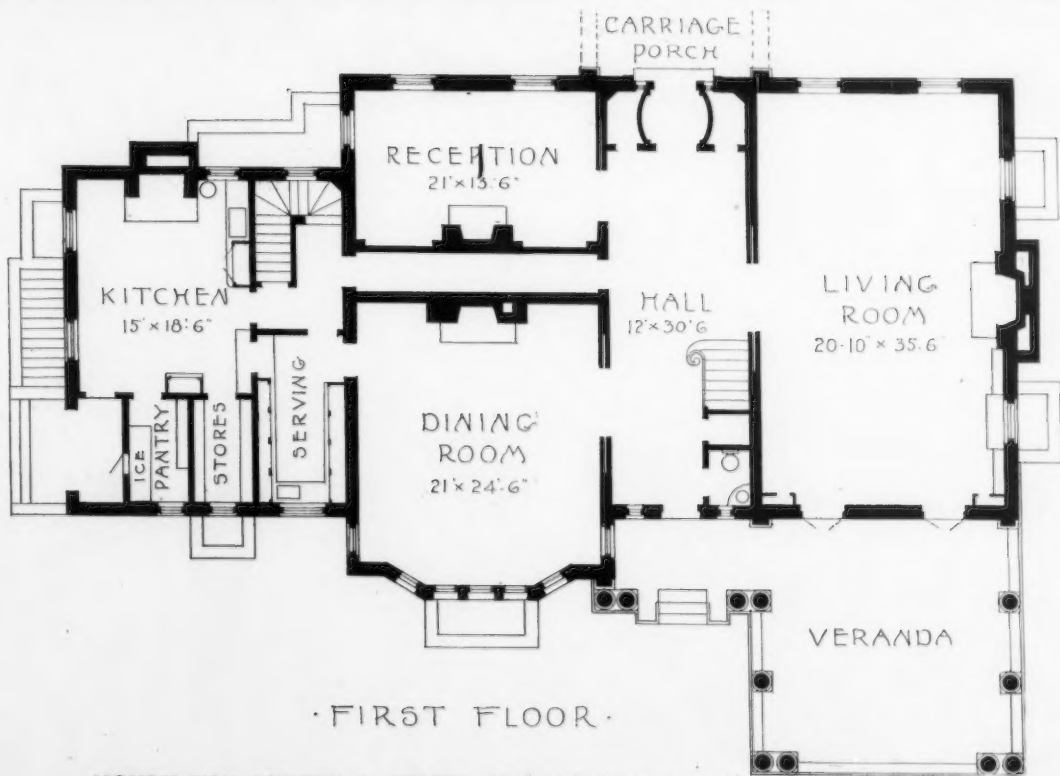 CARRIAGE
PORCH
RECEPTION
21' x 13'-6"
KITCHEN
15' x 18'-6"
HALL
12' x 30'6
LIVING
ROOM
20-10" x 35-6"
DINING
ROOM
21' x 24'-6"
SERVING
STORES
PANTRY
ICE
VERANDA
· FIRST FLOOR ·